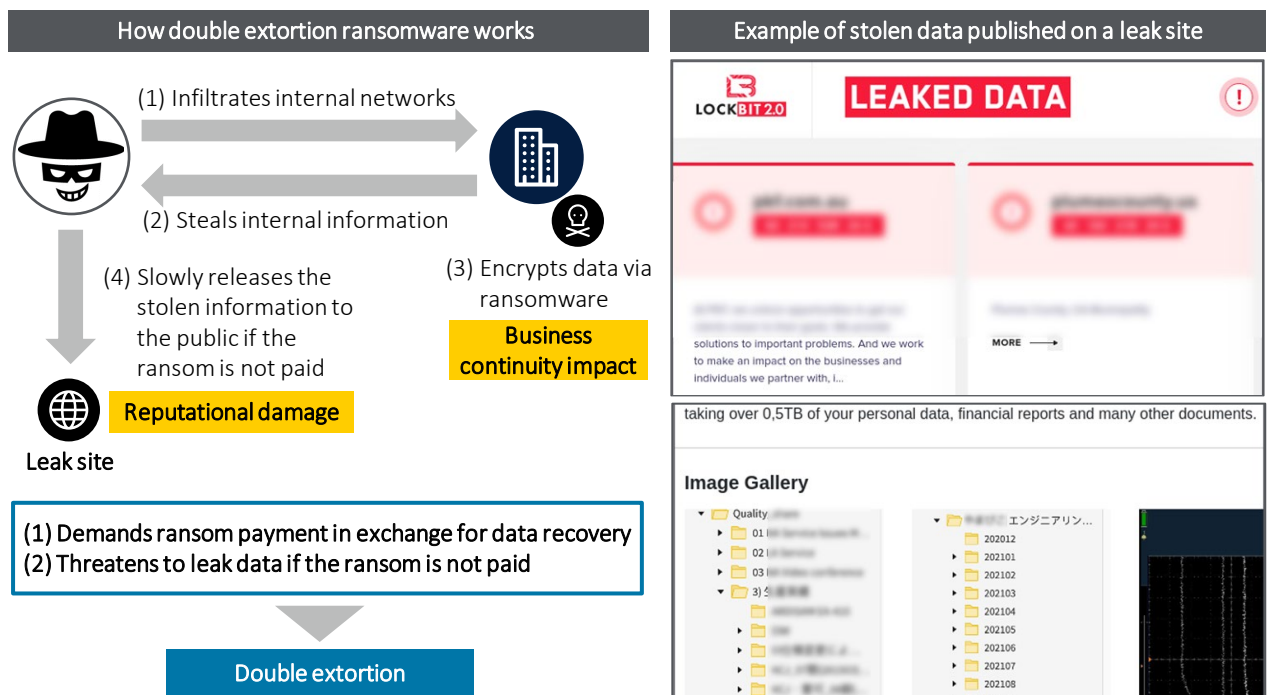 How double extortion ransomware works
(1) Infiltrates internal networks
(2) Steals internal information
(3) Encrypts data via
ransomware
Business
continuity impact
(4) Slowly releases the
stolen information to
the public if the
ransom is not paid
Reputational damage
Leak site
(1) Demands ransom payment in exchange for data recovery
(2) Threatens to leak data if the ransom is not paid
Double extortion
Example of stolen data published on a leak site
LOCKBIT 2.0
LEAKED DATA
solutions to important problems. And we work
to make an impact on the businesses and
individuals we partner with, i...
MORE
taking over 0,5TB of your personal data, financial reports and many other documents.
Image Gallery
Quality
01
02
03
3)
エンジニアリン...
202012
202101
202102
202103
202104
202105
202106
202107
202108